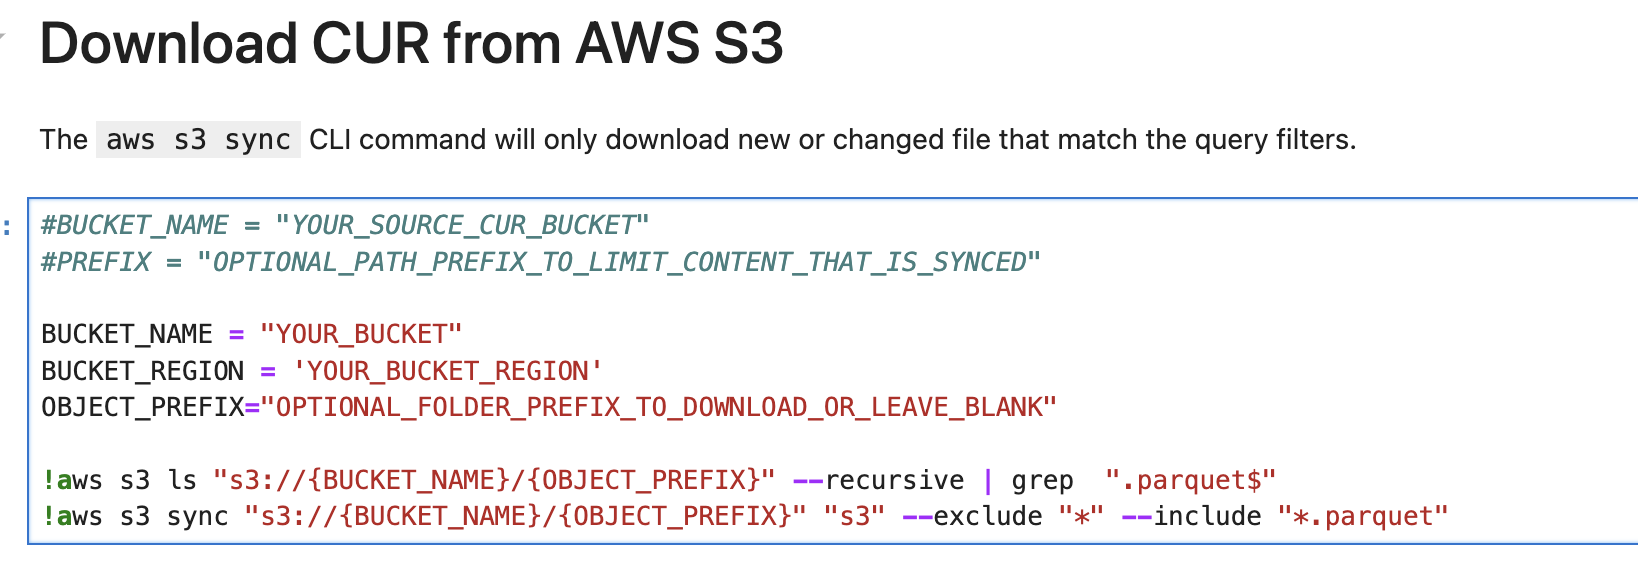 Download CUR from AWS S3
The aws s3 sync CLI command will only download new or changed file that match the query filters.
:
#BUCKET_NAME = "YOUR_SOURCE_CUR_BUCKET"
#PREFIX = "OPTIONAL_PATH_PREFIX_TO_LIMIT_CONTENT_THAT_IS_SYNCED"
BUCKET_NAME = "YOUR_BUCKET"
BUCKET_REGION = 'YOUR_BUCKET_REGION'
OBJECT_PREFIX="OPTIONAL_FOLDER_PREFIX_TO_DOWNLOAD_OR_LEAVE_BLANK"
!aws s3 ls "s3://{BUCKET_NAME}/{OBJECT_PREFIX}" --recursive | grep  ".parquet$"
!aws s3 sync "s3://{BUCKET_NAME}/{OBJECT_PREFIX}" "s3" --exclude "*" --include "*.parquet"